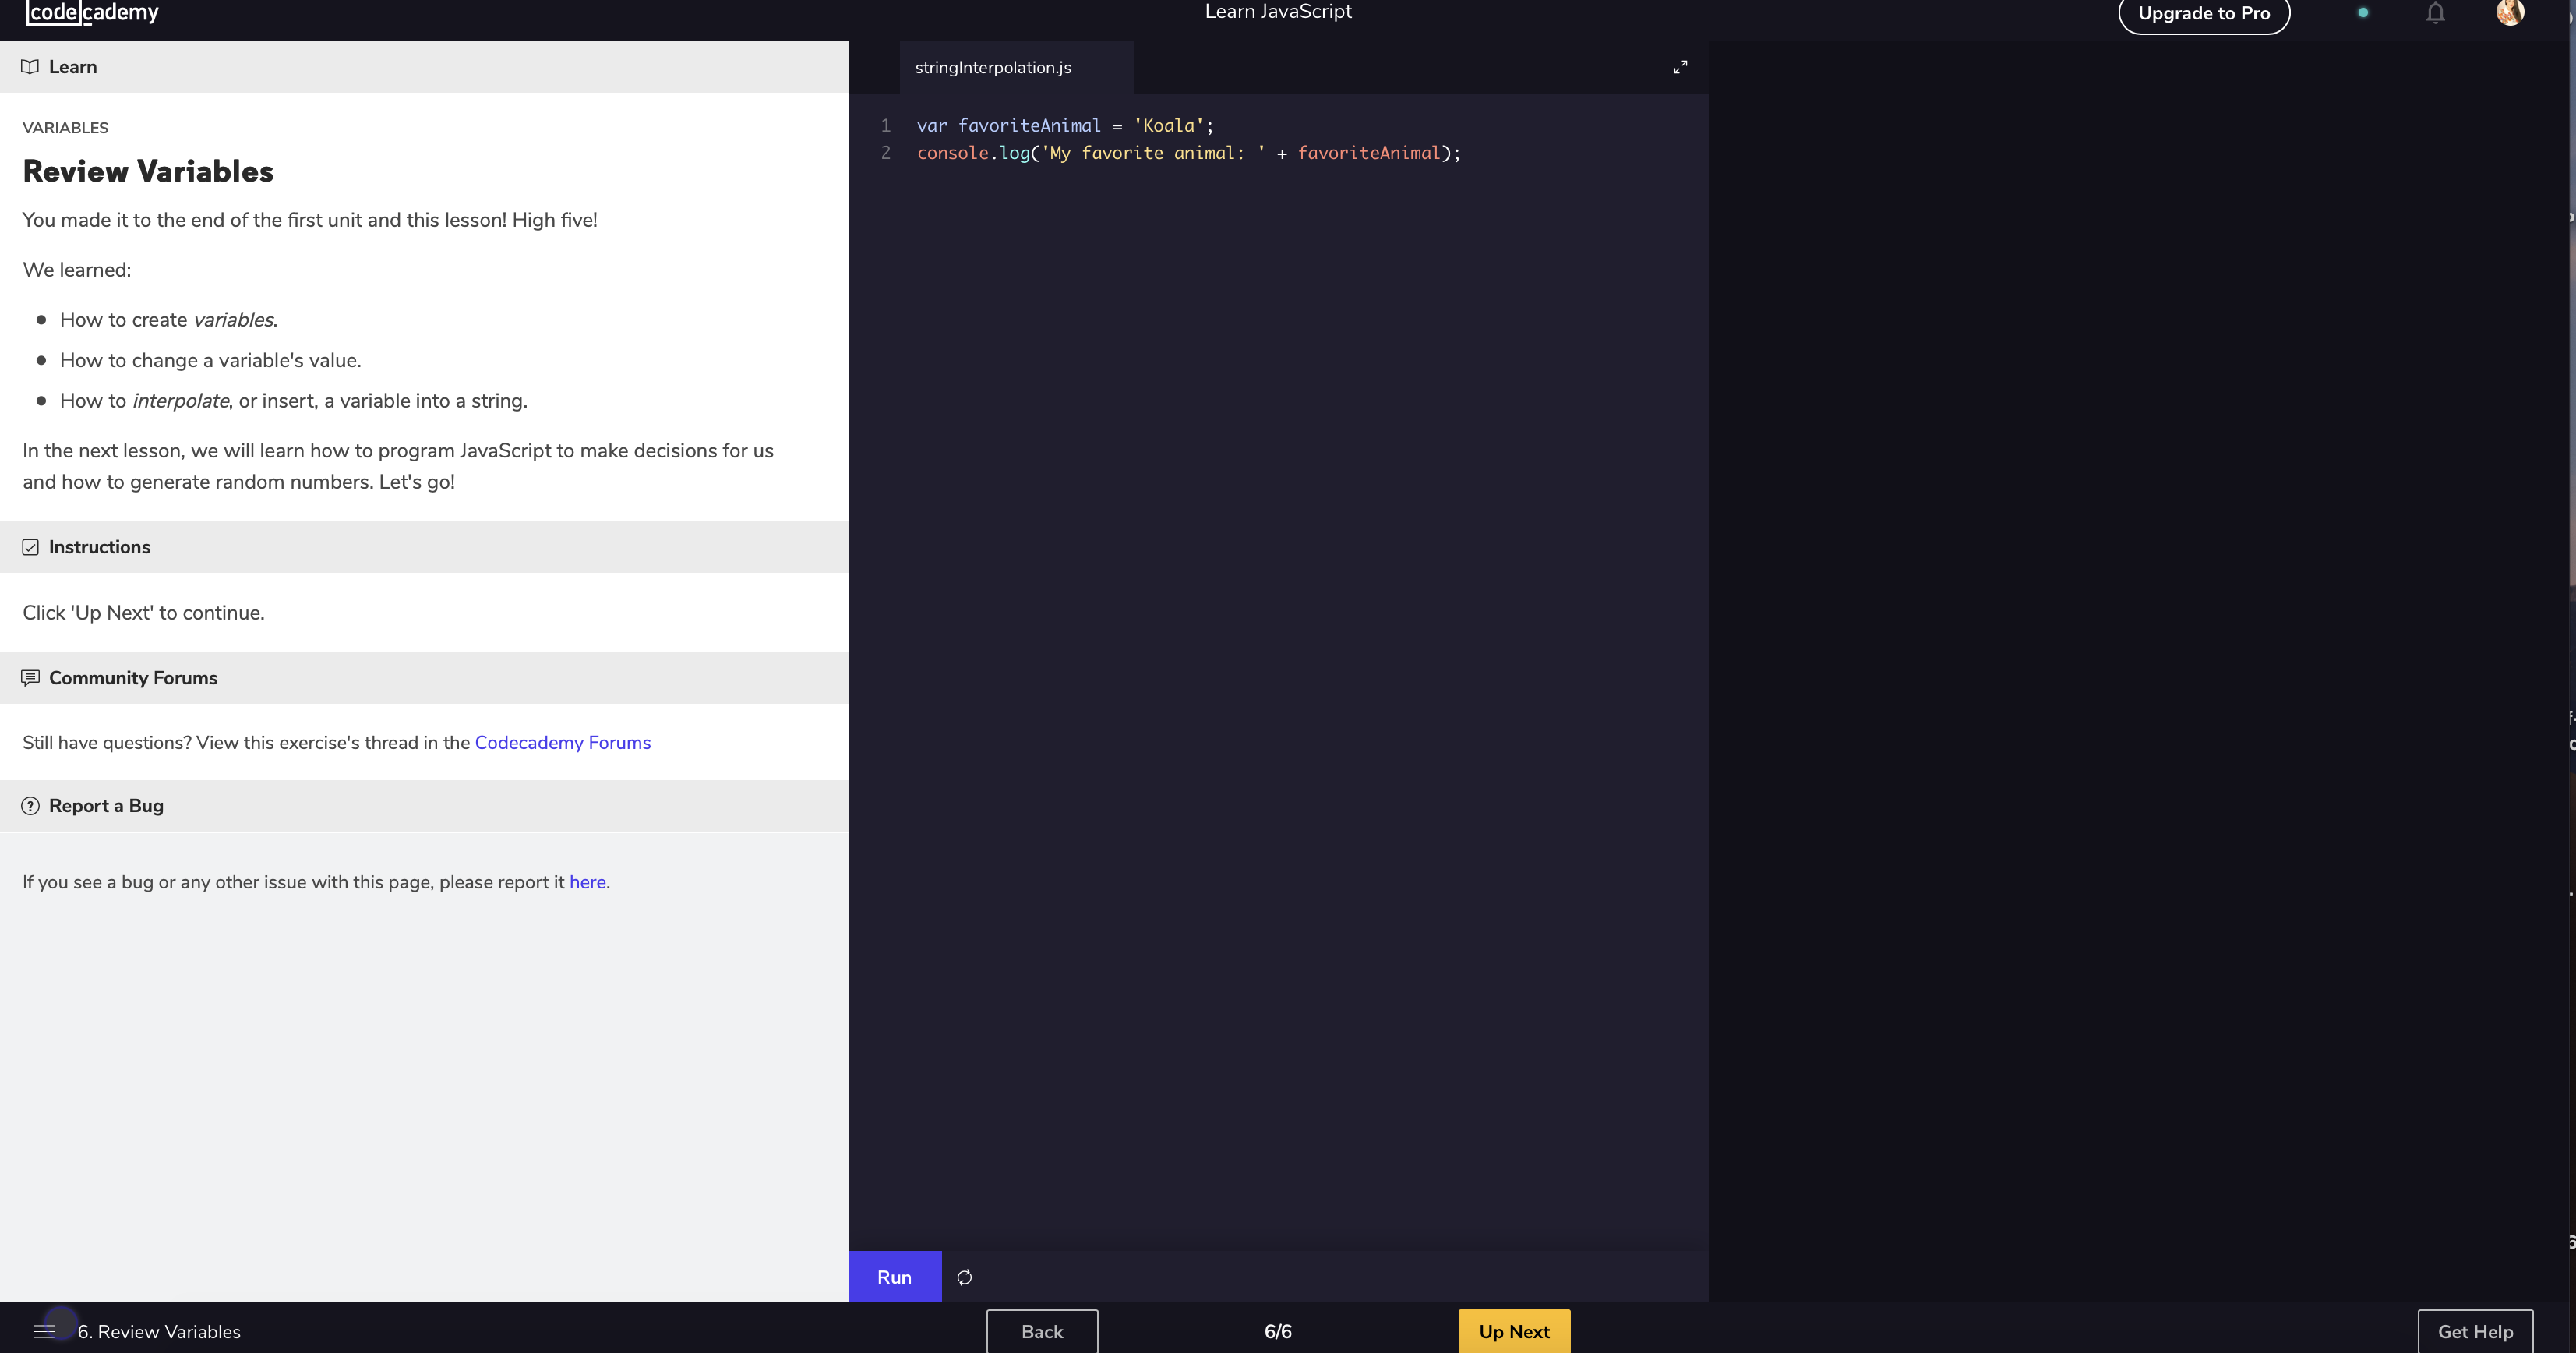 codecademy
Learn JavaScript
Upgrade to Pro
Learn
VARIABLES
Review Variables
You made it to the end of the first unit and this lesson! High five!
We learned:
How to create variables.
How to change a variable's value.
How to interpolate, or insert, a variable into a string.
In the next lesson, we will learn how to program JavaScript to make decisions for us
and how to generate random numbers. Let's go!
Instructions
Click 'Up Next' to continue.
Community Forums
Still have questions? View this exercise's thread in the Codecademy Forums
Report a Bug
If you see a bug or any other issue with this page, please report it here.
stringInterpolation.js
1 var favoriteAnimal = 'Koala';
2 console.log('My favorite animal: ' + favoriteAnimal);
Run
6. Review Variables
Back
6/6
Up Next
Get Help